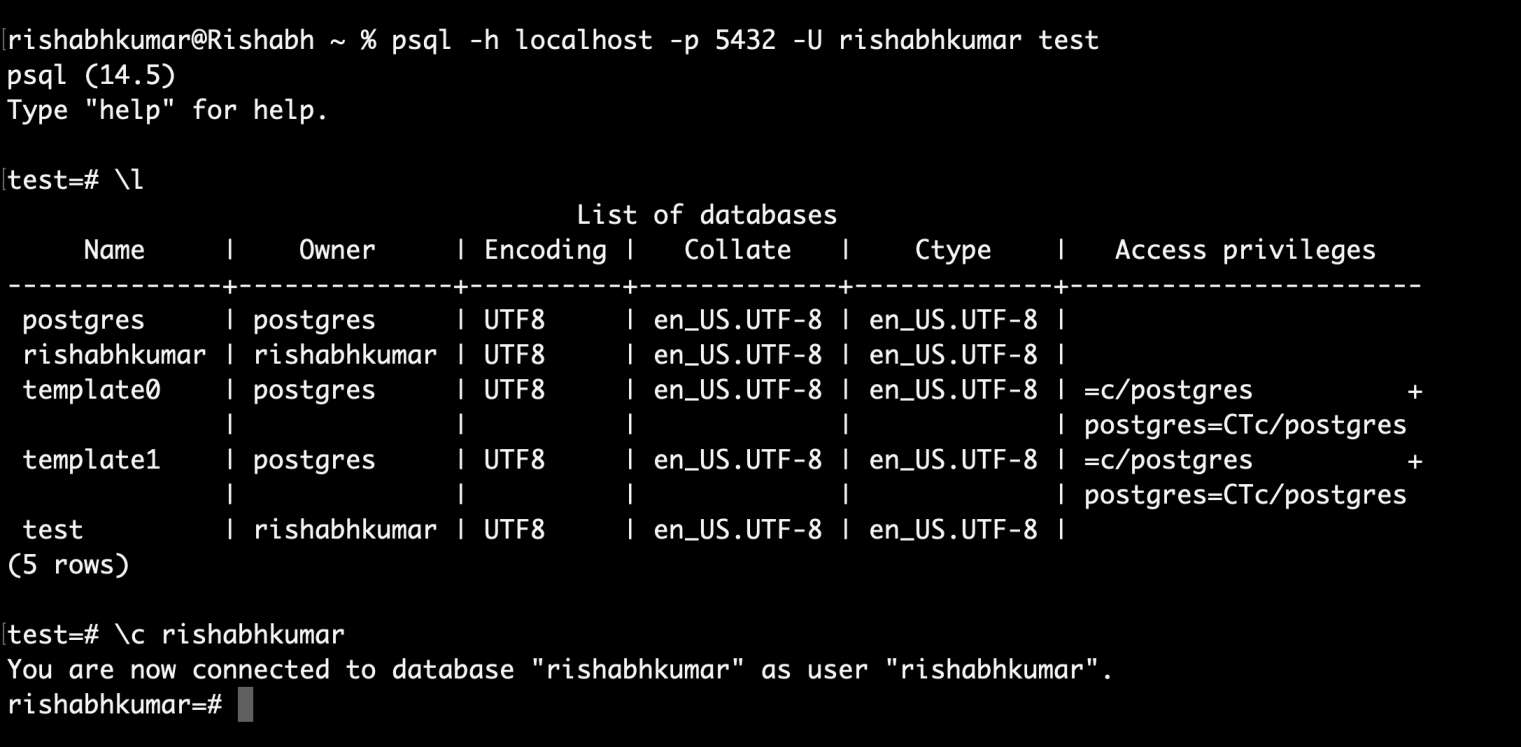 rishabhkumar@Rishabh ~ % psql -h localhost -p 5432 -U rishabhkumar test
psql (14.5)
Type "help" for help.

test=# \l
                                     List of databases
     Name     |    Owner     | Encoding |   Collate   |    Ctype    |   Access privileges
--------------+--------------+----------+-------------+-------------+-----------------------
 postgres     | postgres     | UTF8     | en_US.UTF-8 | en_US.UTF-8 |
 rishabhkumar | rishabhkumar | UTF8     | en_US.UTF-8 | en_US.UTF-8 |
 template0    | postgres     | UTF8     | en_US.UTF-8 | en_US.UTF-8 | =c/postgres          +
              |              |          |             |             | postgres=CTc/postgres
 template1    | postgres     | UTF8     | en_US.UTF-8 | en_US.UTF-8 | =c/postgres          +
              |              |          |             |             | postgres=CTc/postgres
 test         | rishabhkumar | UTF8     | en_US.UTF-8 | en_US.UTF-8 |
(5 rows)

test=# \c rishabhkumar
You are now connected to database "rishabhkumar" as user "rishabhkumar".
rishabhkumar=#